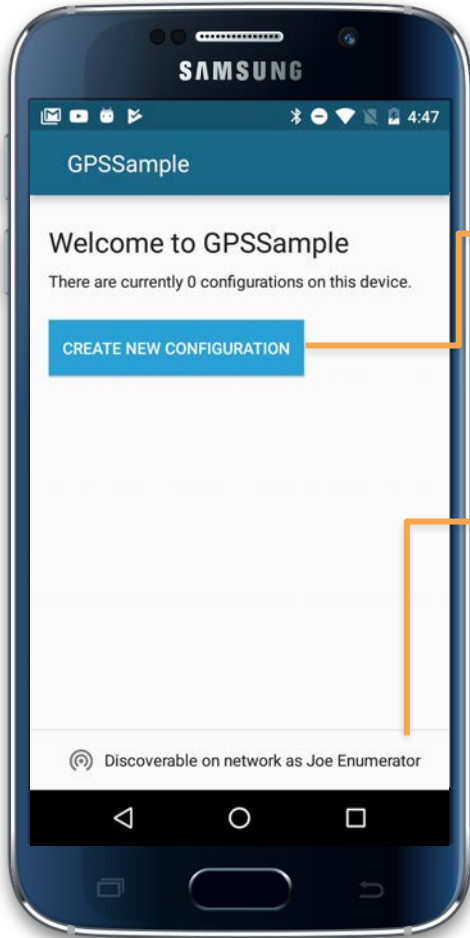 SAMSUNG
4:47
GPSSample
Welcome to GPSSample
There are currently 0 configurations on this device.
CREATE NEW CONFIGURATION
Discoverable on network as Joe Enumerator